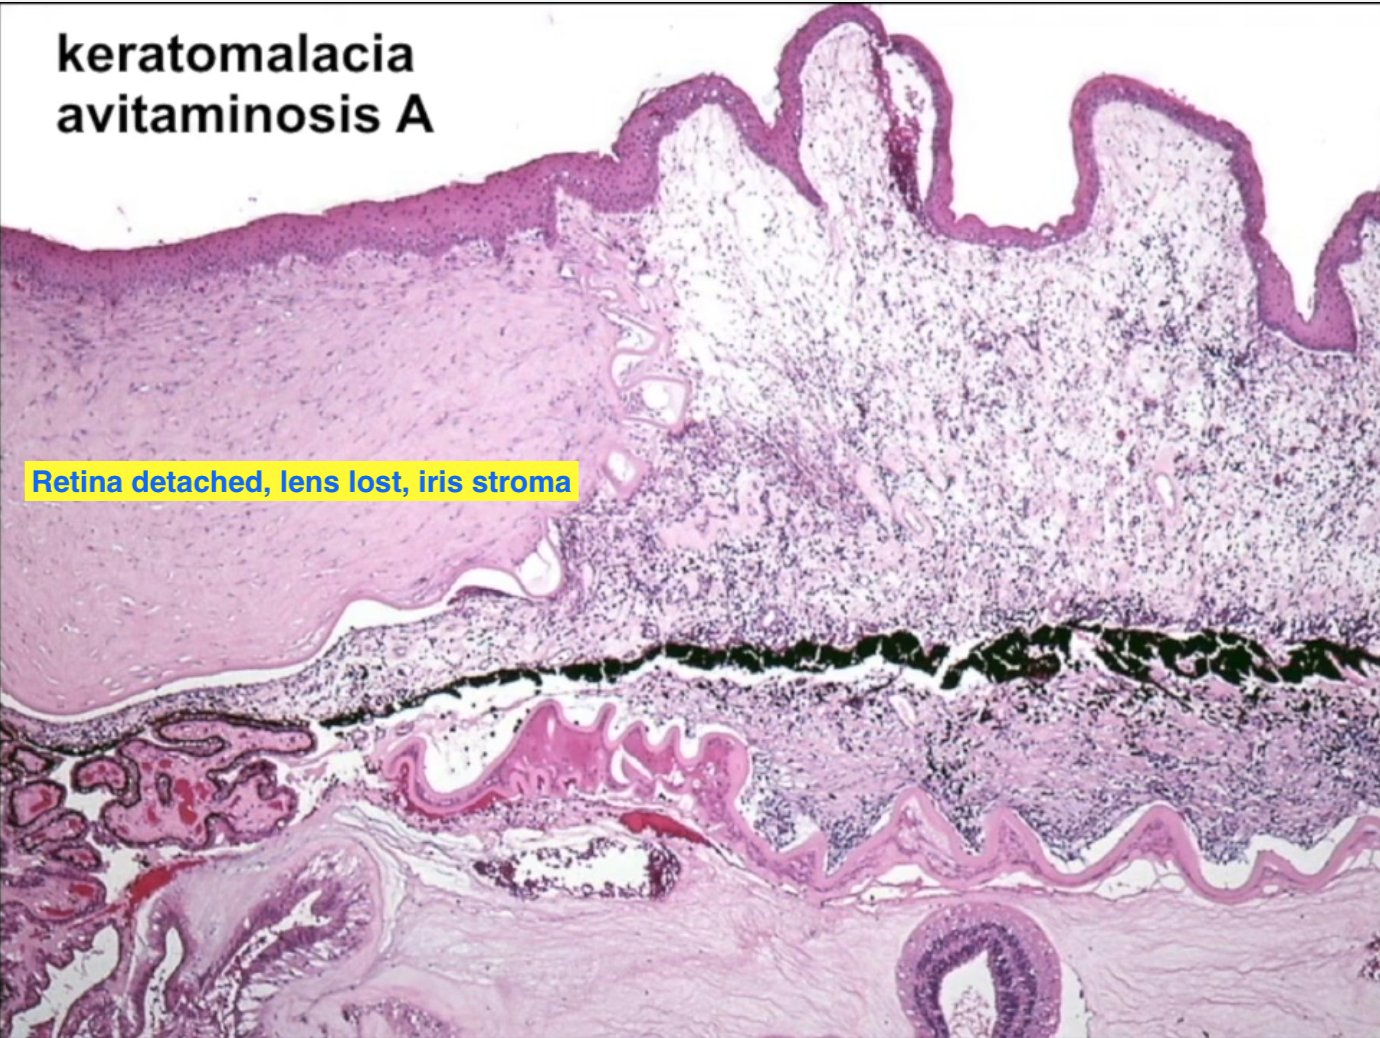 keratomalacia
avitaminosis A
Retina detached, lens lost, iris stroma